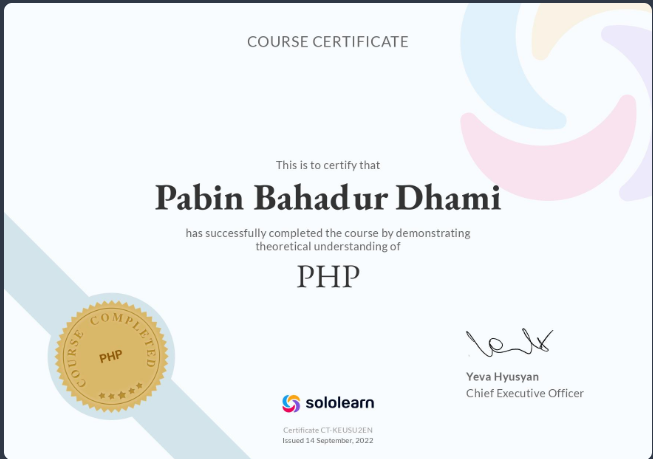 COURSE CERTIFICATE
This is to certify that
Pabin Bahadur Dhami
has successfully completed the course by demonstrating
theoretical understanding of
PHP
COURSE COMPLETED
PHP
Yeva Hyusyan
Chief Executive Officer
sololearn
Certificate CT-KEUSU2EN
Issued 14 September, 2022